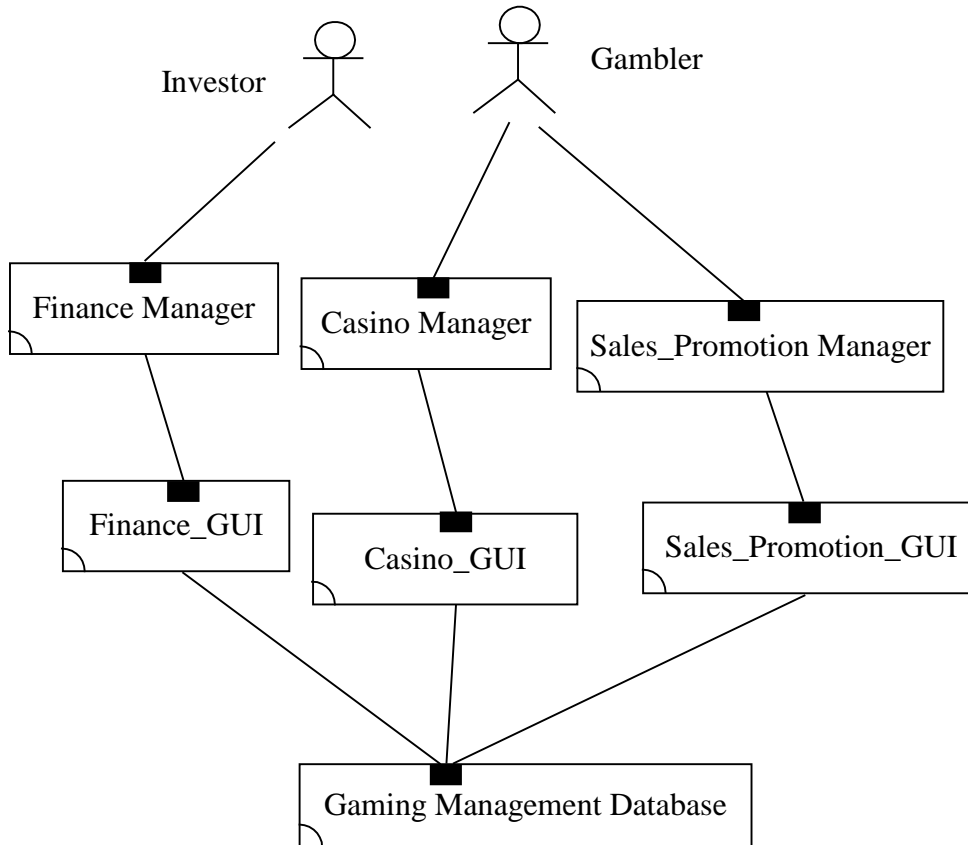 Investor
Gambler
Finance Manager
Casino Manager
Sales_Promotion Manager
Finance_GUI
Casino_GUI
Sales_Promotion_GUI
Gaming Management Database